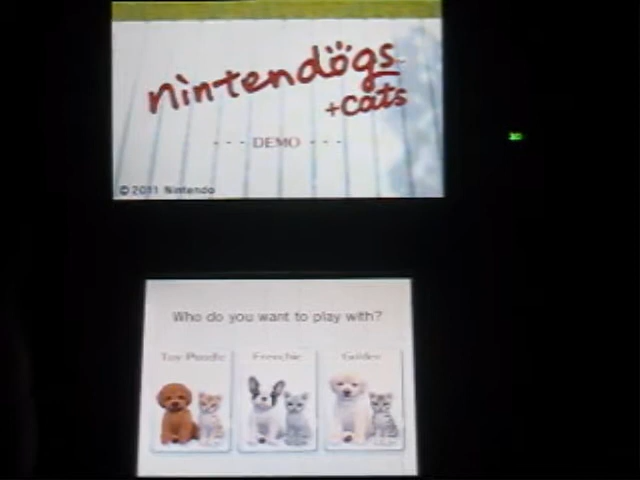 nintendogs
+cats
- - - DEMO - - -
©2011 Nintendo
Who do you want to play with?
Toy Poodle Frenchie Golden